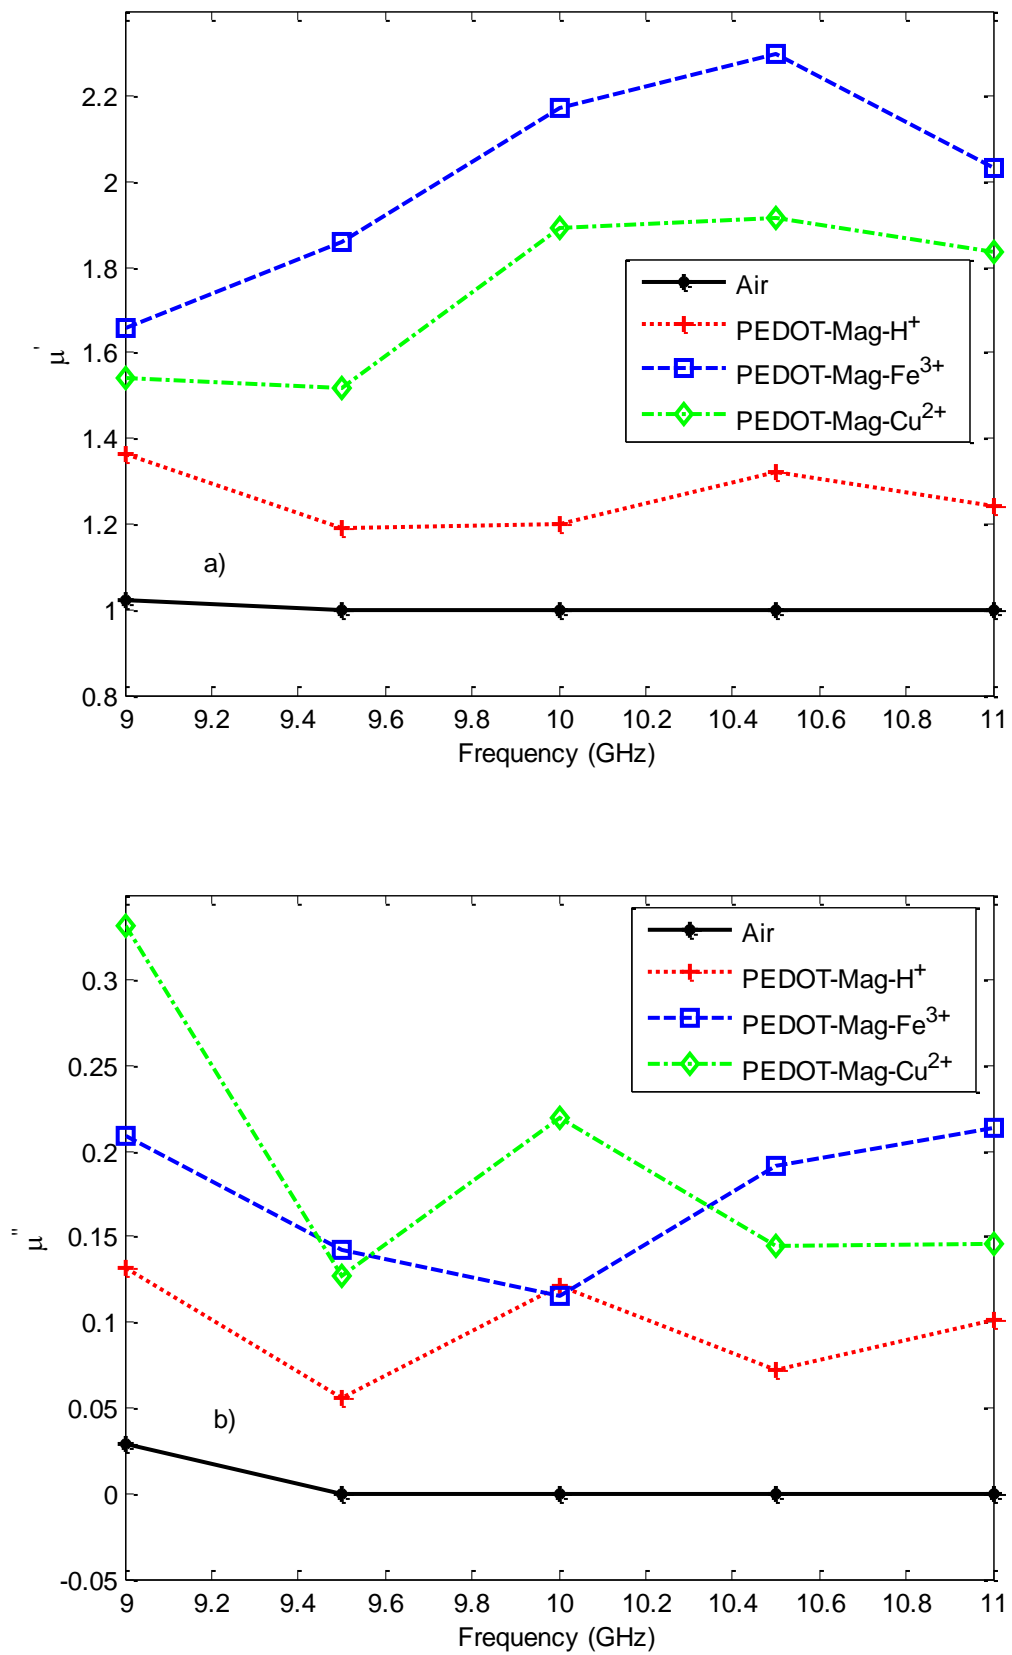 2.2
2
1.8
1.6
1.4
1.2
1
0.8
μ'
Air
PEDOT-Mag-H⁺
PEDOT-Mag-Fe³⁺
PEDOT-Mag-Cu²⁺
a)
9 9.2 9.4 9.6 9.8 10 10.2 10.4 10.6 10.8 11
Frequency (GHz)
0.3
0.25
0.2
0.15
0.1
0.05
0
-0.05
μ''
Air
PEDOT-Mag-H⁺
PEDOT-Mag-Fe³⁺
PEDOT-Mag-Cu²⁺
b)
9 9.2 9.4 9.6 9.8 10 10.2 10.4 10.6 10.8 11
Frequency (GHz)